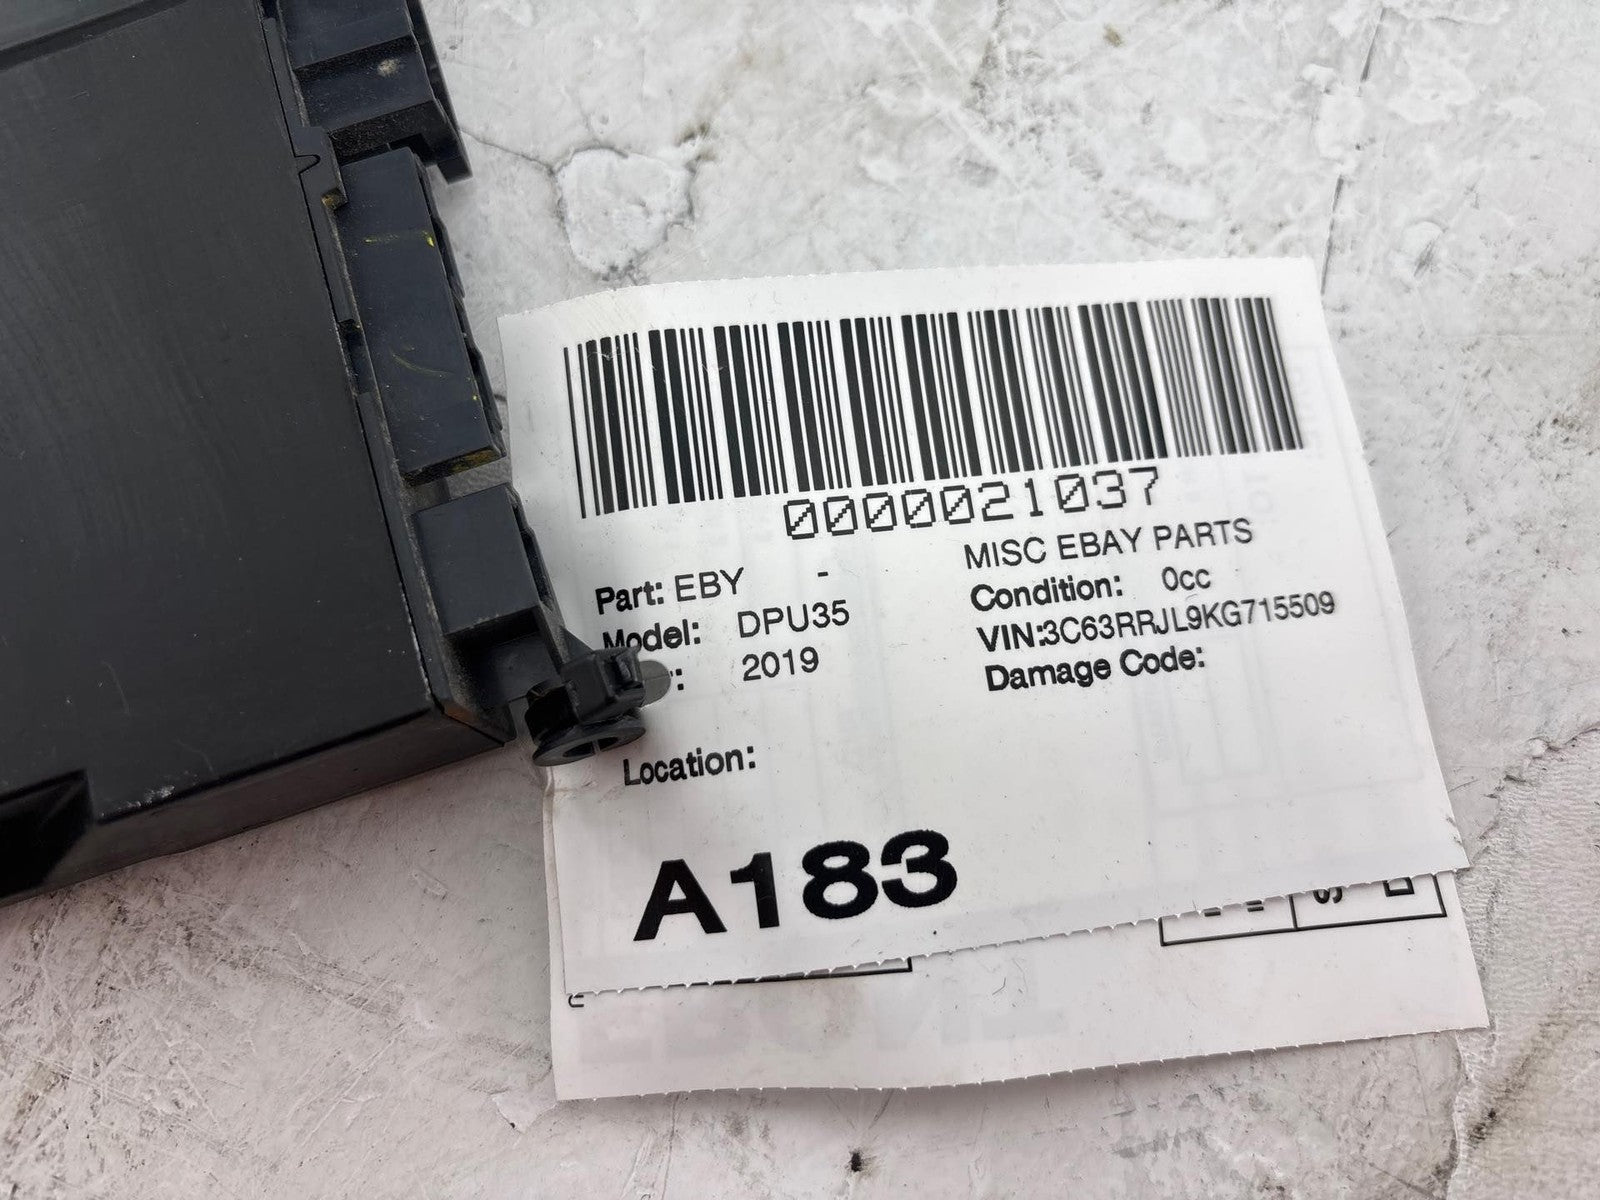 0000021037
MISC EBAY PARTS
Part: EBY - Condition: 0cc
Model: DPU35 VIN:3C63RRJL9KG715509
2019 Damage Code:
Location:
A183